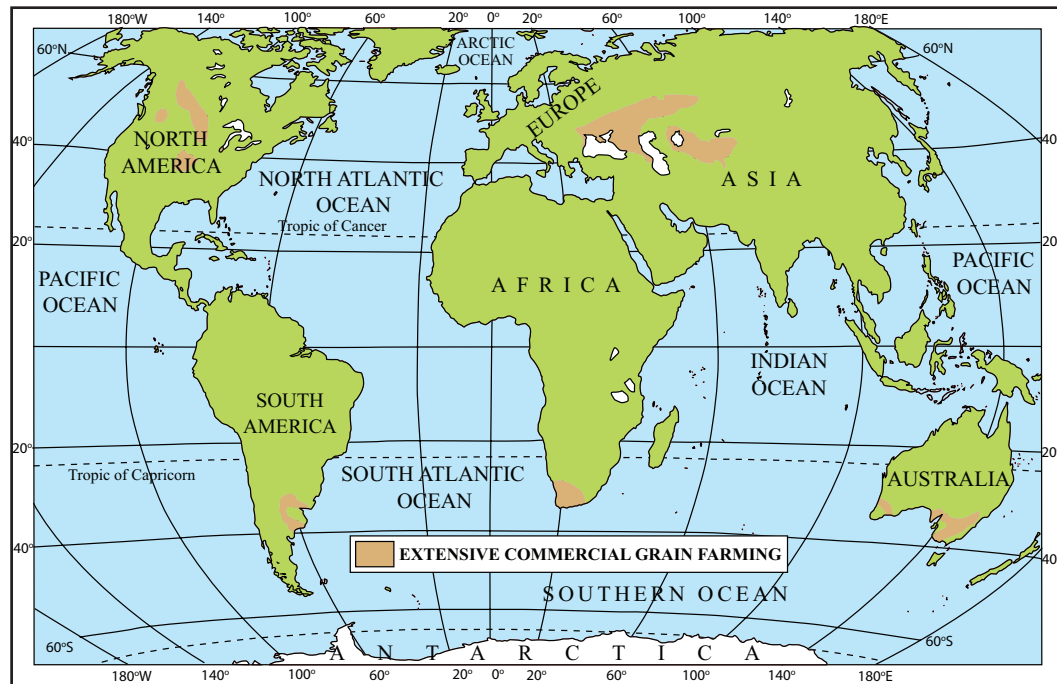 180°W 140° 100° 60° 20° 0° 20° 60° 100° 140° 180°E
ARCTIC
OCEAN
60°N
60°N
EUROPE
40°
40°
NORTH
AMERICA
ASIA
NORTH ATLANTIC
OCEAN
Tropic of Cancer
20°
20°
PACIFIC
OCEAN
AFRICA
PACIFIC
OCEAN
INDIAN
OCEAN
SOUTH
AMERICA
20°
20°
Tropic of Capricorn
SOUTH ATLANTIC
OCEAN
AUSTRALIA
40°
40°
EXTENSIVE COMMERCIAL GRAIN FARMING
SOUTHERN OCEAN
60°S
60°S
ANTARCTICA
180°W 140° 100° 60° 20° 0° 20° 60° 100° 140° 180°E